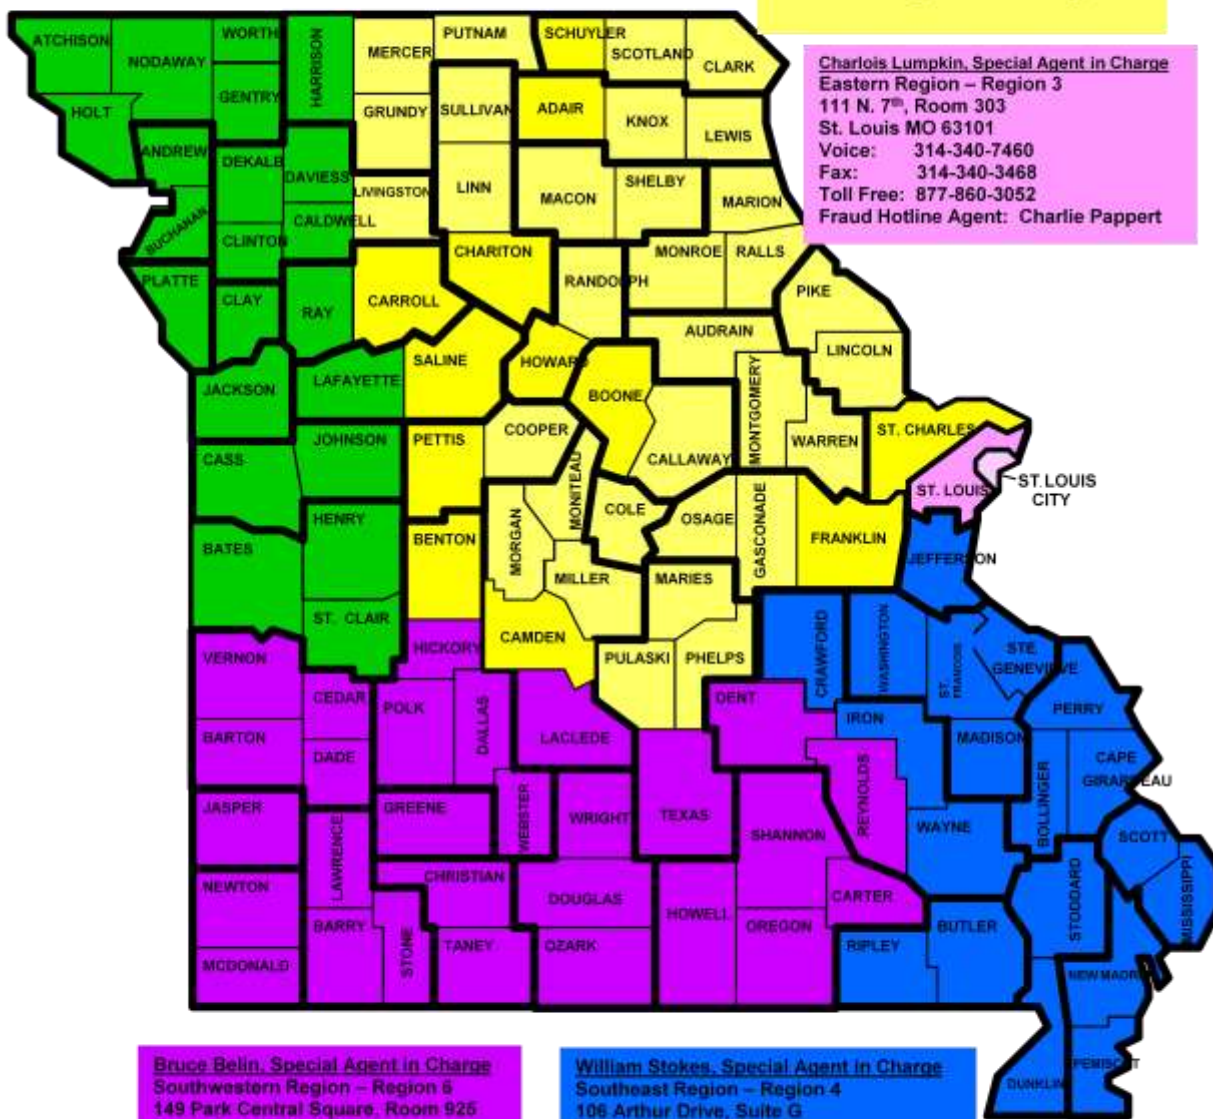 Charlois Lumpkin, Special Agent in Charge
Eastern Region – Region 3
111 N. 7th, Room 303
St. Louis MO 63101
Voice: 314-340-7460
Fax: 314-340-3468
Toll Free: 877-860-3052
Fraud Hotline Agent: Charlie Pappert
ATCHISON
NODAWAY
WORTH
HARRISON
MERCER
PUTNAM
SCHUYLER
SCOTLAND
CLARK
HOLT
GENTRY
GRUNDY
SULLIVAN
ADAIR
KNOX
LEWIS
ANDREW
DEKALB
DAVIESS
LIVINGSTON
LINN
MACON
SHELBY
MARION
BUCHANAN
CLINTON
CALDWELL
CHARITON
RANDOLPH
MONROE
RALLS
PLATTE
CLAY
RAY
CARROLL
PIKE
AUDRAIN
LINCOLN
JACKSON
LAFAYETTE
SALINE
HOWARD
BOONE
MONTGOMERY
WARREN
ST. CHARLES
CASS
JOHNSON
PETTIS
COOPER
MONITEAU
CALLAWAY
ST. LOUIS
ST. LOUIS
CITY
BATES
HENRY
BENTON
MORGAN
COLE
OSAGE
GASCONADE
FRANKLIN
JEFFERSON
MILLER
MARIES
ST. CLAIR
HICKORY
CAMDEN
PULASKI
PHELPS
CRAWFORD
WASHINGTON
ST.
FRANCOIS
STE
GENEVIEVE
VERNON
CEDAR
POLK
DALLAS
LACLEDE
DENT
IRON
MADISON
PERRY
BARTON
DADE
REYNOLDS
BOLLINGER
CAPE
GIRARDEAU
JASPER
GREENE
WEBSTER
WRIGHT
TEXAS
SHANNON
WAYNE
SCOTT
NEWTON
LAWRENCE
CHRISTIAN
DOUGLAS
HOWELL
CARTER
STODDARD
MISSISSIPPI
MCDONALD
BARRY
STONE
TANEY
OZARK
OREGON
RIPLEY
BUTLER
NEW MADRID
DUNKLIN
PEMISCOT
Bruce Belin, Special Agent in Charge
Southwestern Region – Region 6
149 Park Central Square, Room 925
William Stokes, Special Agent in Charge
Southeast Region – Region 4
106 Arthur Drive, Suite G